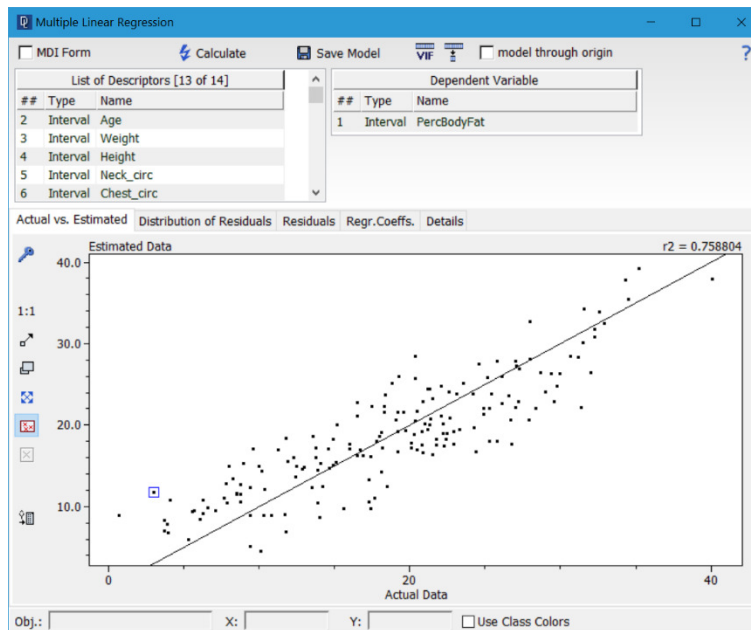 Multiple Linear Regression
MDI Form Calculate Save Model VIF model through origin ?
List of Descriptors [13 of 14] Dependent Variable
## Type Name ## Type Name
2 Interval Age 1 Interval PercBodyFat
3 Interval Weight
4 Interval Height
5 Interval Neck_circ
6 Interval Chest_circ
Actual vs. Estimated Distribution of Residuals Residuals Regr.Coeffs. Details
Estimated Data r2 = 0.758804
40.0
1:1
30.0
20.0
10.0
0 20 40
Actual Data
Obj.: X: Y: Use Class Colors